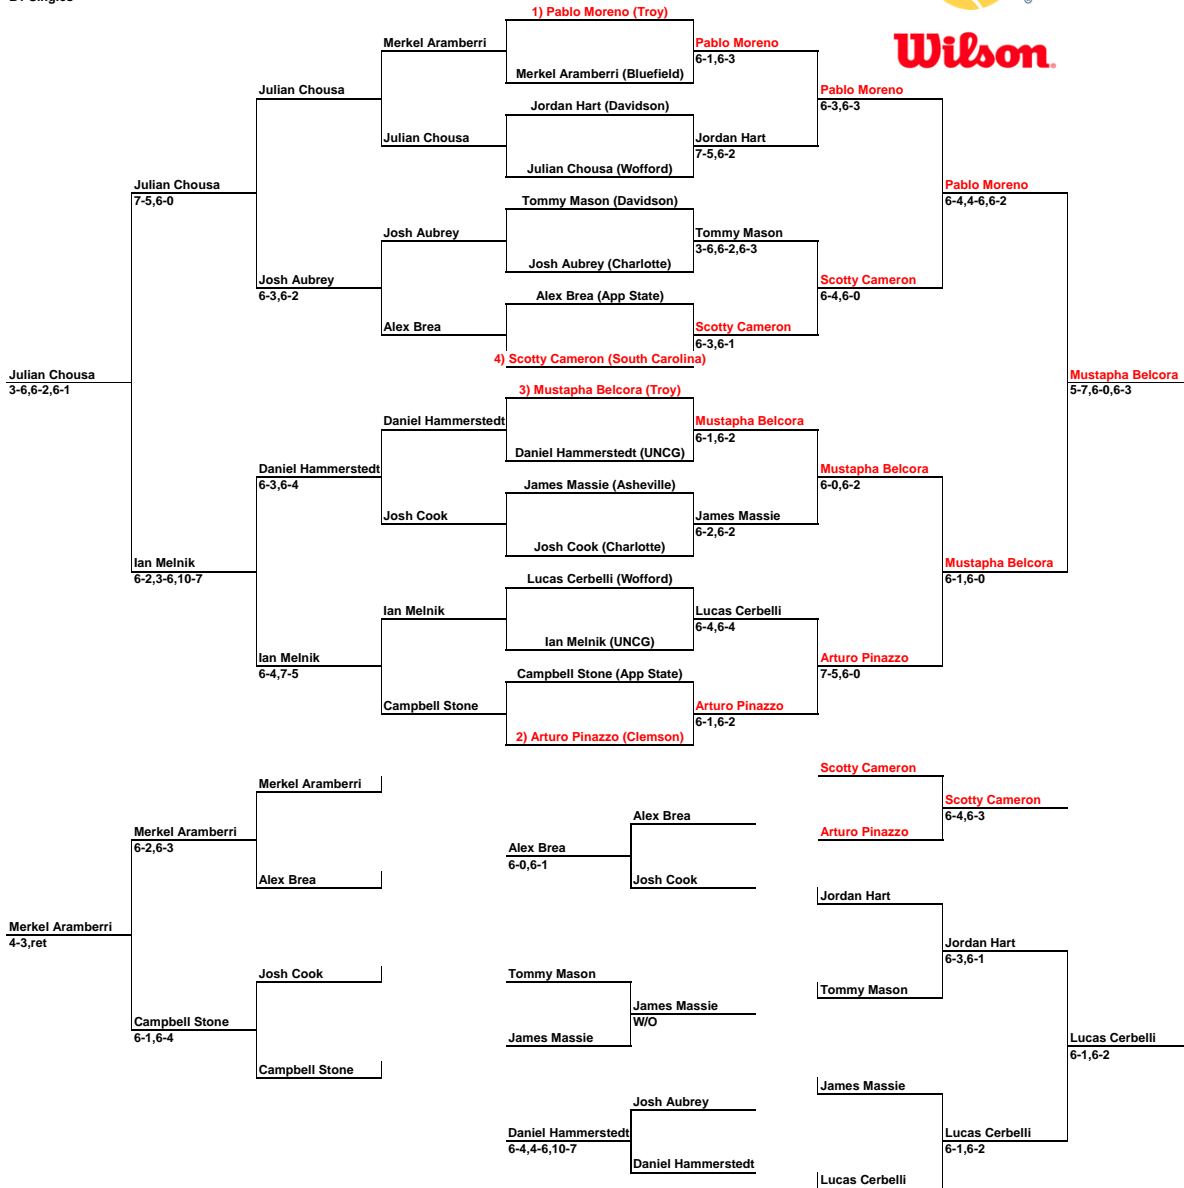 1) Pablo Moreno (Troy)
Merkel Aramberri
Pablo Moreno
6-1,6-3
Wilson.
Merkel Aramberri (Bluefield)
Julian Chousa
Pablo Moreno
6-3,6-3
Jordan Hart (Davidson)
Julian Chousa
Jordan Hart
7-5,6-2
Julian Chousa (Wofford)
Julian Chousa
7-5,6-0
Pablo Moreno
6-4,4-6,6-2
Tommy Mason (Davidson)
Josh Aubrey
Tommy Mason
3-6,6-2,6-3
Josh Aubrey (Charlotte)
Josh Aubrey
6-3,6-2
Scotty Cameron
6-4,6-0
Alex Brea (App State)
Alex Brea
Scotty Cameron
6-3,6-1
4) Scotty Cameron (South Carolina)
Julian Chousa
3-6,6-2,6-1
Mustapha Belcora
5-7,6-0,6-3
3) Mustapha Belcora (Troy)
Daniel Hammerstedt
Mustapha Belcora
6-1,6-2
Daniel Hammerstedt (UNCG)
Daniel Hammerstedt
6-3,6-4
Mustapha Belcora
6-0,6-2
James Massie (Asheville)
Josh Cook
James Massie
6-2,6-2
Josh Cook (Charlotte)
Ian Melnik
6-2,3-6,10-7
Mustapha Belcora
6-1,6-0
Lucas Cerbelli (Wofford)
Ian Melnik
Lucas Cerbelli
6-4,6-4
Ian Melnik (UNCG)
Ian Melnik
6-4,7-5
Arturo Pinazzo
7-5,6-0
Campbell Stone (App State)
Campbell Stone
Arturo Pinazzo
6-1,6-2
2) Arturo Pinazzo (Clemson)
Scotty Cameron
Merkel Aramberri
Scotty Cameron
6-4,6-3
Alex Brea
Merkel Aramberri
6-2,6-3
Arturo Pinazzo
Alex Brea
6-0,6-1
Alex Brea
Josh Cook
Jordan Hart
Merkel Aramberri
4-3,ret
Jordan Hart
6-3,6-1
Josh Cook
Tommy Mason
Tommy Mason
James Massie
W/O
Campbell Stone
6-1,6-4
James Massie
Lucas Cerbelli
6-1,6-2
Campbell Stone
James Massie
Josh Aubrey
Daniel Hammerstedt
6-4,4-6,10-7
Lucas Cerbelli
6-1,6-2
Daniel Hammerstedt
Lucas Cerbelli